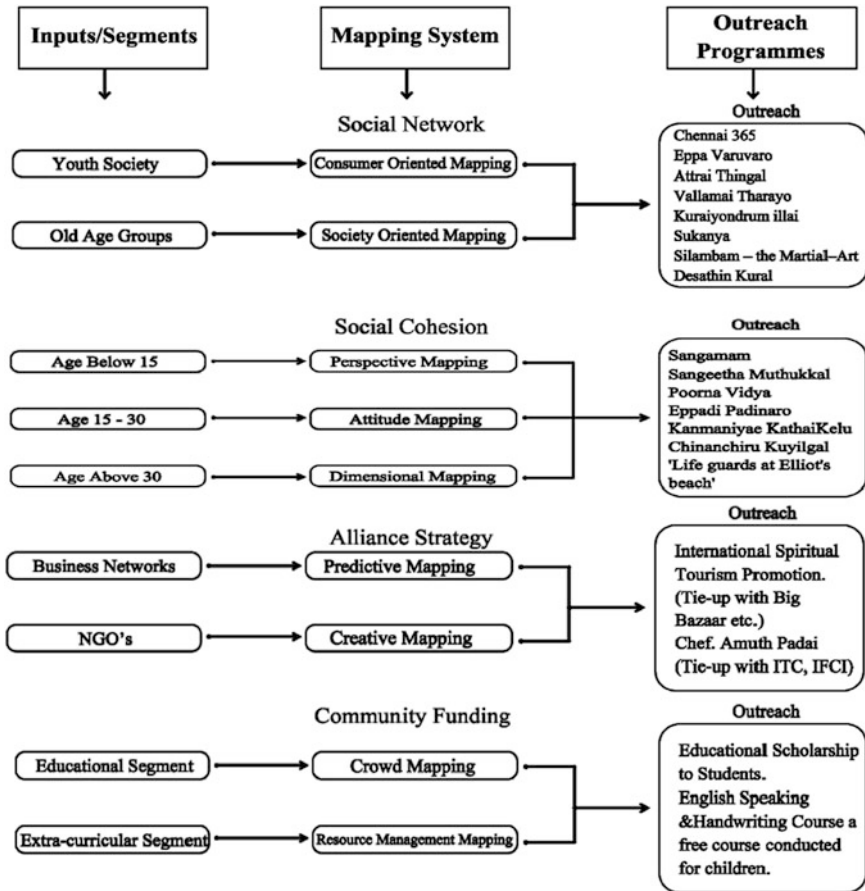 Inputs/Segments
Mapping System
Outreach
Programmes
Social Network
Youth Society
Consumer Oriented Mapping
Old Age Groups
Society Oriented Mapping
Outreach
Chennai 365
Eppa Varuvaro
Attrai Thingal
Vallamai Tharayo
Kuraiyondrum illai
Sukanya
Silambam – the Martial–Art
Desathin Kural
Social Cohesion
Age Below 15
Perspective Mapping
Age 15 - 30
Attitude Mapping
Age Above 30
Dimensional Mapping
Outreach
Sangamam
Sangeetha Muthukkal
Poorna Vidya
Eppadi Padinaro
Kanmaniyae KathaiKelu
Chinanchiru Kuyilgal
'Life guards at Elliot's
beach'
Alliance Strategy
Business Networks
Predictive Mapping
NGO's
Creative Mapping
Outreach
International Spiritual
Tourism Promotion.
(Tie-up with Big
Bazaar etc.)
Chef. Amuth Padai
(Tie-up with ITC, IFCI)
Community Funding
Educational Segment
Crowd Mapping
Extra-curricular Segment
Resource Management Mapping
Outreach
Educational Scholarship
to Students.
English Speaking
&Handwriting Course a
free course conducted
for children.